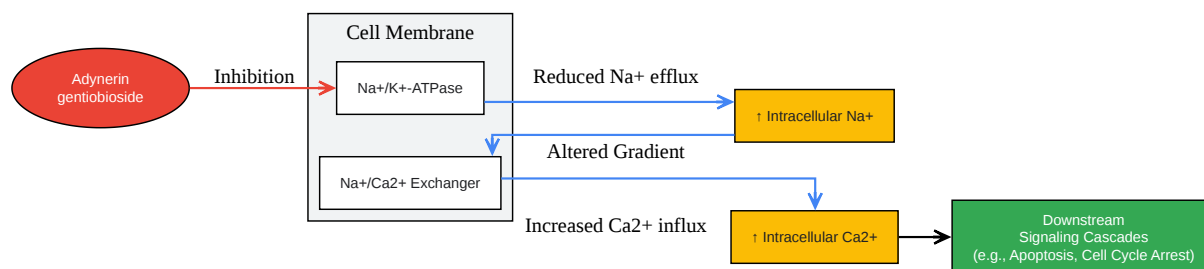 Cell Membrane
Adynerin
gentiobioside
Inhibition
Na+/K+-ATPase
Reduced Na+ efflux
↑ Intracellular Na+
Altered Gradient
Na+/Ca2+ Exchanger
Increased Ca2+ influx
↑ Intracellular Ca2+
Downstream
Signaling Cascades
(e.g., Apoptosis, Cell Cycle Arrest)